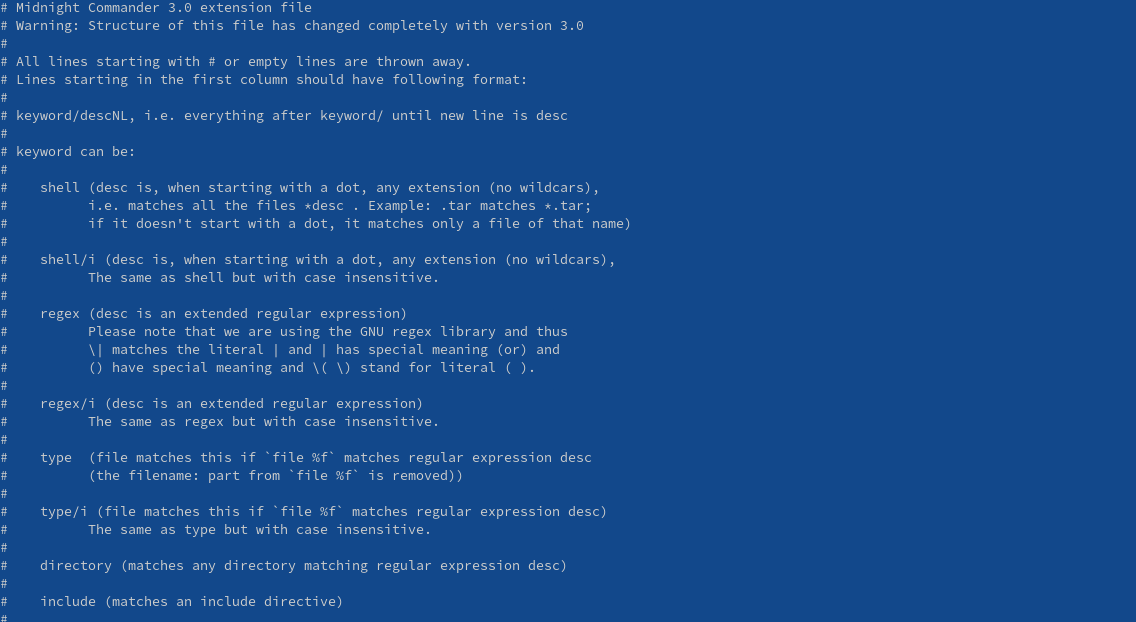 # Midnight Commander 3.0 extension file
# Warning: Structure of this file has changed completely with version 3.0
#
# All lines starting with # or empty lines are thrown away.
# Lines starting in the first column should have following format:
#
# keyword/descNL, i.e. everything after keyword/ until new line is desc
#
# keyword can be:
#
#    shell (desc is, when starting with a dot, any extension (no wildcars),
#          i.e. matches all the files *desc . Example: .tar matches *.tar;
#          if it doesn't start with a dot, it matches only a file of that name)
#
#    shell/i (desc is, when starting with a dot, any extension (no wildcars),
#          The same as shell but with case insensitive.
#
#    regex (desc is an extended regular expression)
#          Please note that we are using the GNU regex library and thus
#          \| matches the literal | and | has special meaning (or) and
#          () have special meaning and \( \) stand for literal ( ).
#
#    regex/i (desc is an extended regular expression)
#          The same as regex but with case insensitive.
#
#    type  (file matches this if `file %f` matches regular expression desc
#          (the filename: part from `file %f` is removed))
#
#    type/i (file matches this if `file %f` matches regular expression desc)
#          The same as type but with case insensitive.
#
#    directory (matches any directory matching regular expression desc)
#
#    include (matches an include directive)
#